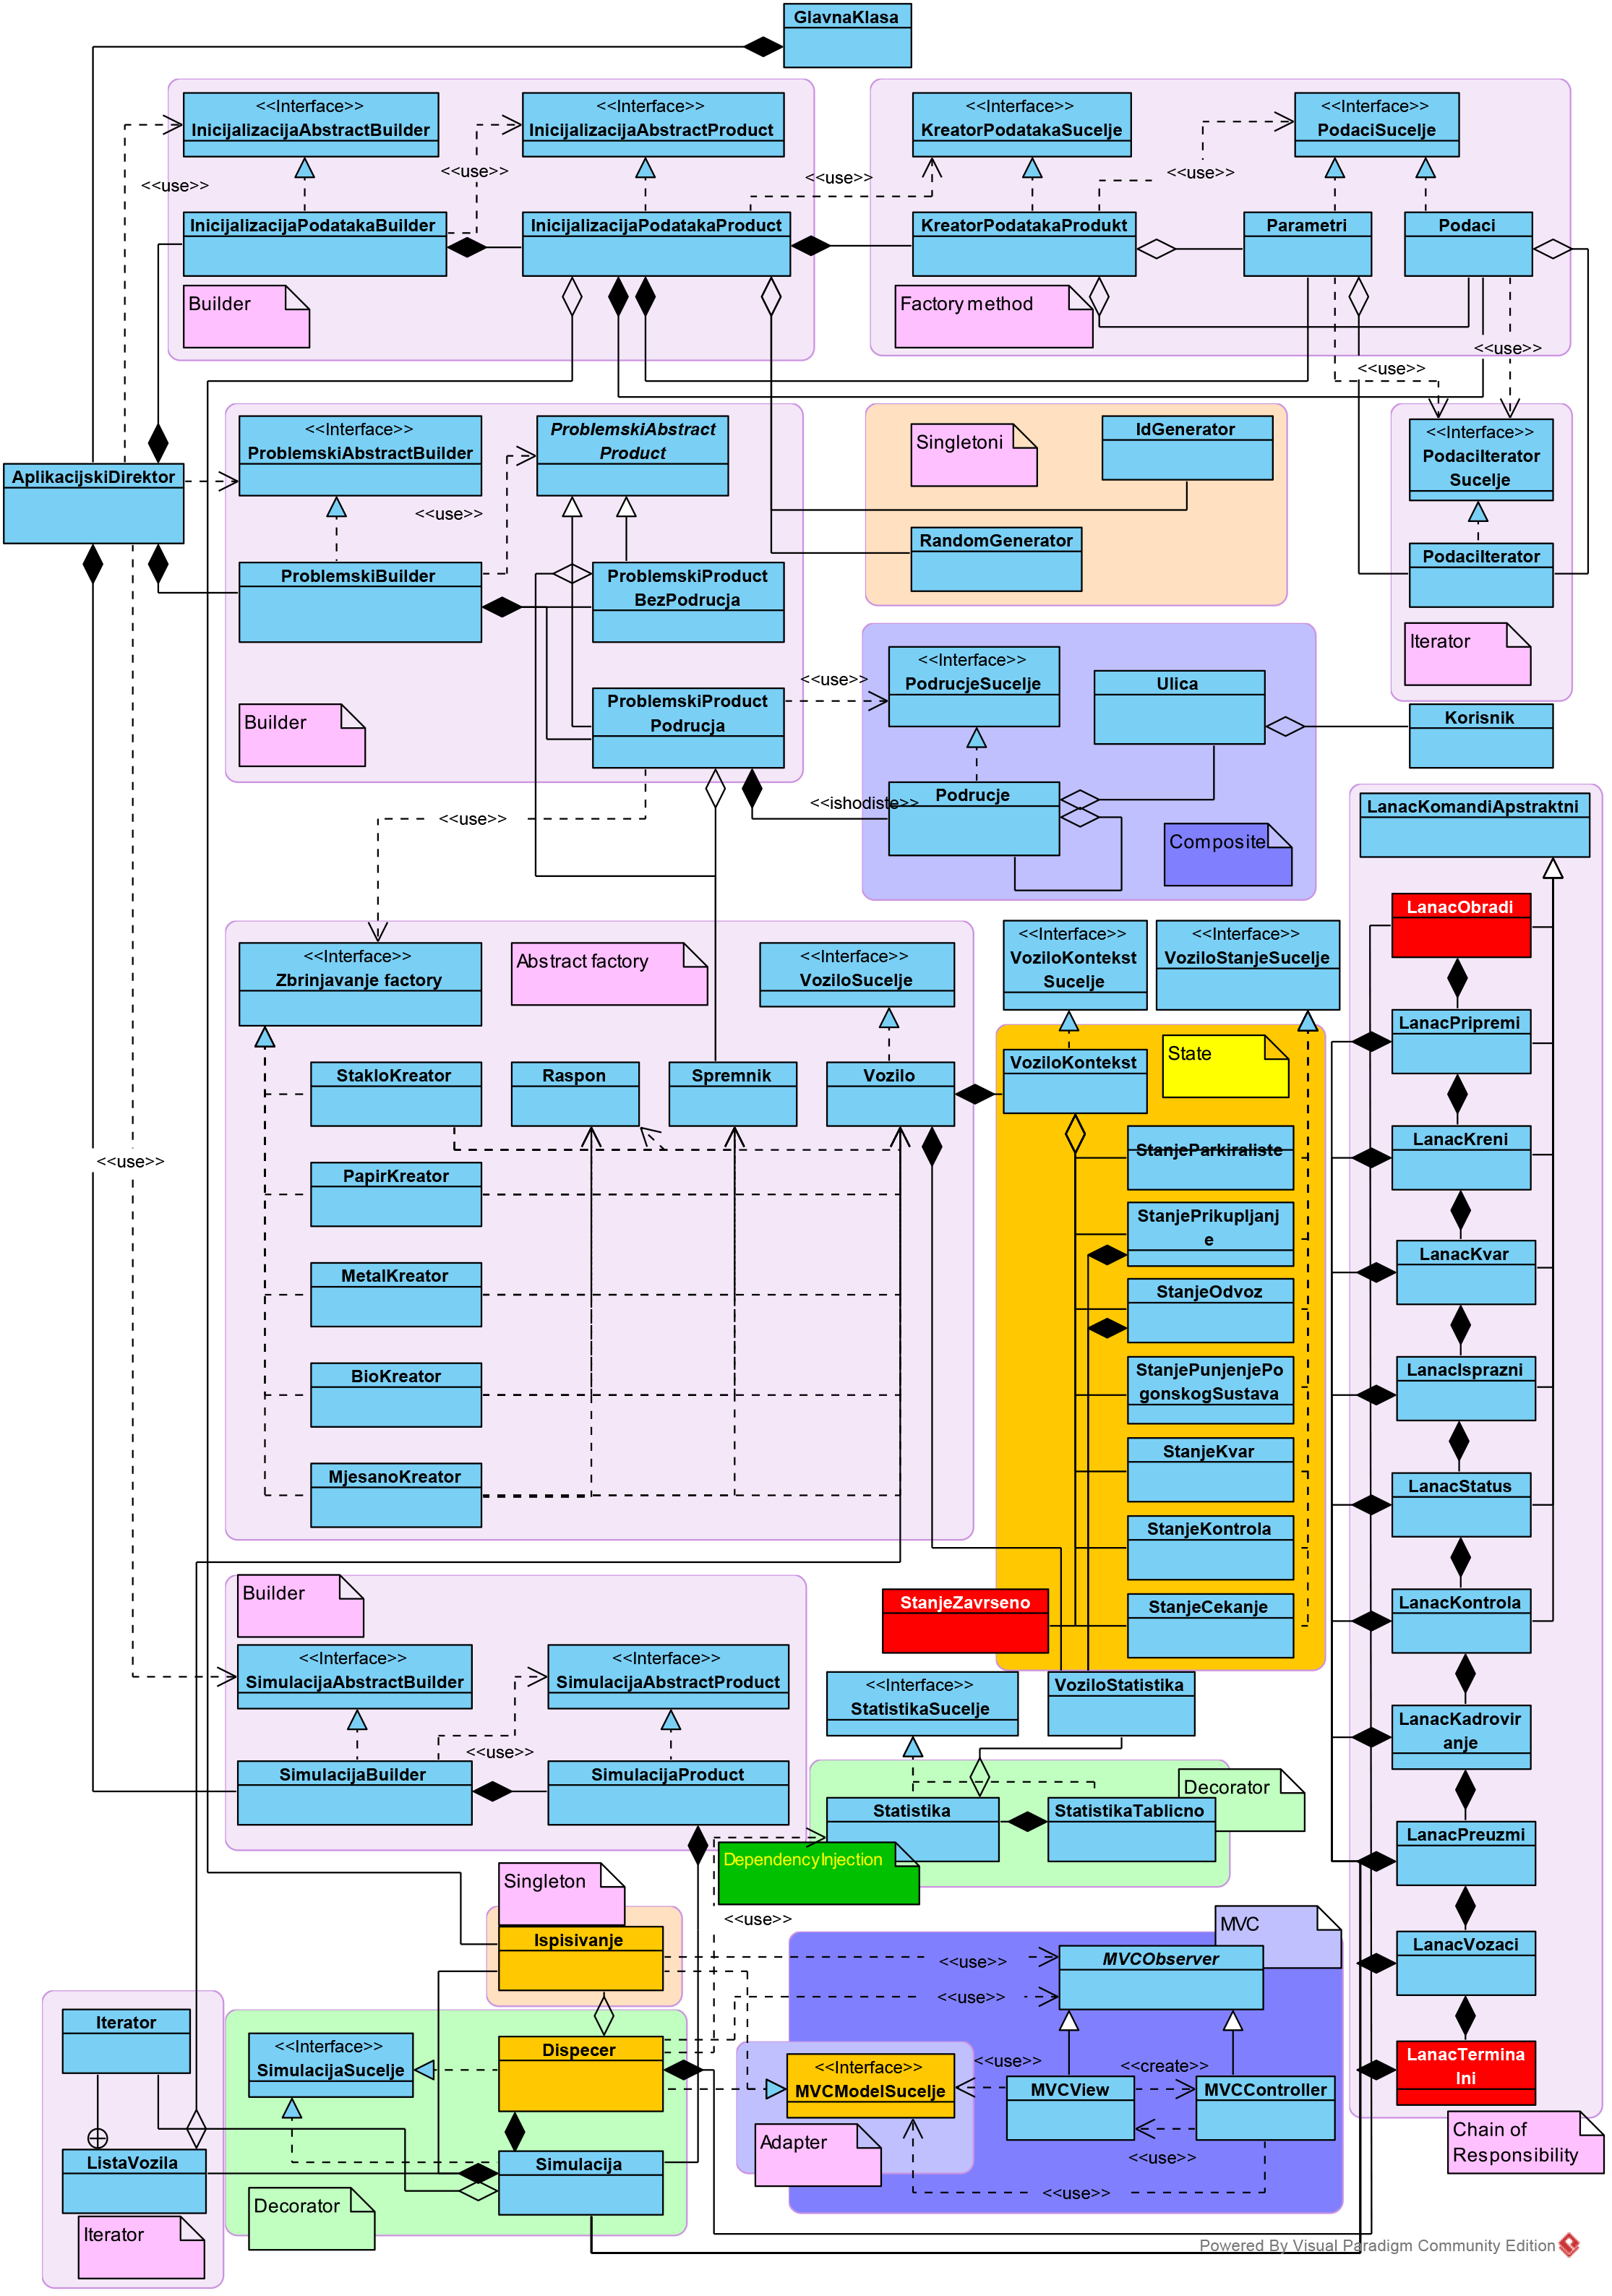 GlavnaKlasa
<<Interface>>
InicijalizacijaAbstractBuilder
<<Interface>>
InicijalizacijaAbstractProduct
<<Interface>>
KreatorPodatakaSucelje
<<Interface>>
PodaciSucelje
<<use>>
<<use>>
<<use>>
<<use>>
InicijalizacijaPodatakaBuilder
InicijalizacijaPodatakaProduct
KreatorPodatakaProdukt
Parametri
Podaci
Builder
Factory method
<<use>>
<<use>>
<<Interface>>
ProblemskiAbstractBuilder
ProblemskiAbstract
Product
Singletoni
IdGenerator
<<Interface>>
PodaciIterator
Sucelje
AplikacijskiDirektor
<<use>>
RandomGenerator
PodaciIterator
ProblemskiBuilder
ProblemskiProduct
BezPodrucja
Iterator
<<Interface>>
PodrucjeSucelje
Ulica
<<use>>
ProblemskiProduct
Podrucja
Builder
Korisnik
<<ishodiste>>
Podrucje
Composite
<<use>>
LanacKomandiApstraktni
LanacObradi
<<Interface>>
Zbrinjavanje factory
Abstract factory
<<Interface>>
VoziloSucelje
<<Interface>>
VoziloKontekst
Sucelje
<<Interface>>
VoziloStanjeSucelje
LanacPripremi
StakloKreator
Raspon
Spremnik
Vozilo
VoziloKontekst
State
LanacKreni
StanjeParkiraliste
<<use>>
PapirKreator
StanjePrikupljanj
e
LanacKvar
MetalKreator
StanjeOdvoz
LanacIsprazni
BioKreator
StanjePunjenjePo
gonskogSustava
StanjeKvar
LanacStatus
MjesanoKreator
StanjeKontrola
Builder
StanjeZavrseno
StanjeCekanje
LanacKontrola
<<Interface>>
SimulacijaAbstractBuilder
<<Interface>>
SimulacijaAbstractProduct
<<Interface>>
StatistikaSucelje
VoziloStatistika
LanacKadrovir
anje
<<use>>
SimulacijaBuilder
SimulacijaProduct
Decorator
Statistika
StatistikaTablicno
LanacPreuzmi
DependencyInjection
Singleton
<<use>>
MVC
Ispisivanje
<<use>>
MVCObserver
LanacVozaci
<<use>>
Iterator
<<Interface>>
SimulacijaSucelje
Dispecer
<<Interface>>
MVCModelSucelje
<<use>>
<<create>>
MVCView
MVCController
LanacTermina
lni
Adapter
<<use>>
Chain of
Responsibility
ListaVozila
Simulacija
<<use>>
Decorator
Iterator
Powered By Visual Paradigm Community Edition